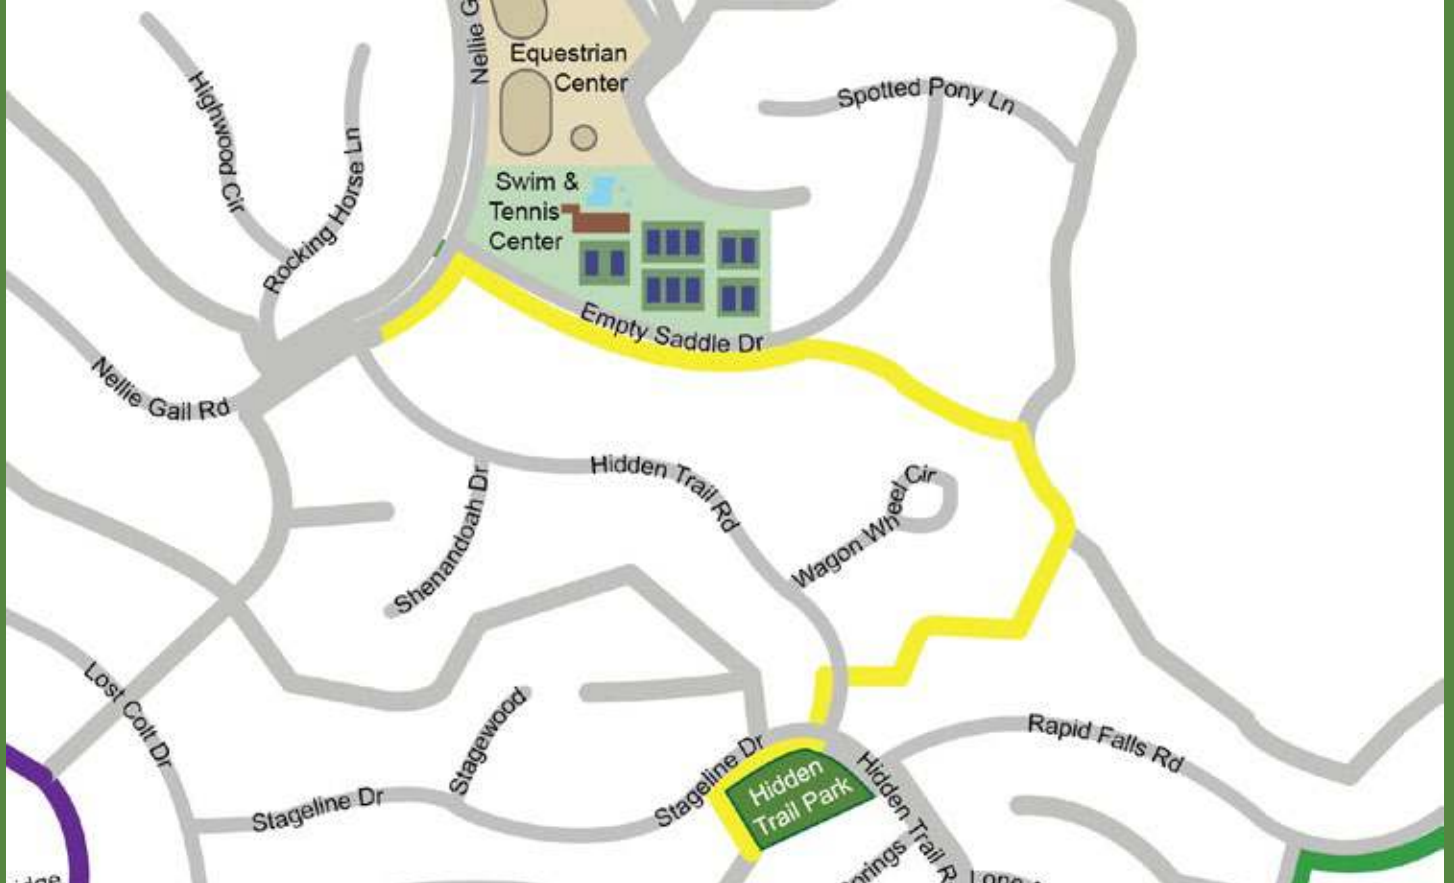 Nellie G
Equestrian
Center
Spotted Pony Ln
Highwood Cir
Rocking Horse Ln
Swim &
Tennis
Center
Empty Saddle Dr
Nellie Gail Rd
Hidden Trail Rd
Wagon Wheel Cir
Shenandoah Dr
Lost Colt Dr
Stagewood
Rapid Falls Rd
Stageline Dr
Stageline Dr
Hidden
Trail Park
Hidden Trail R